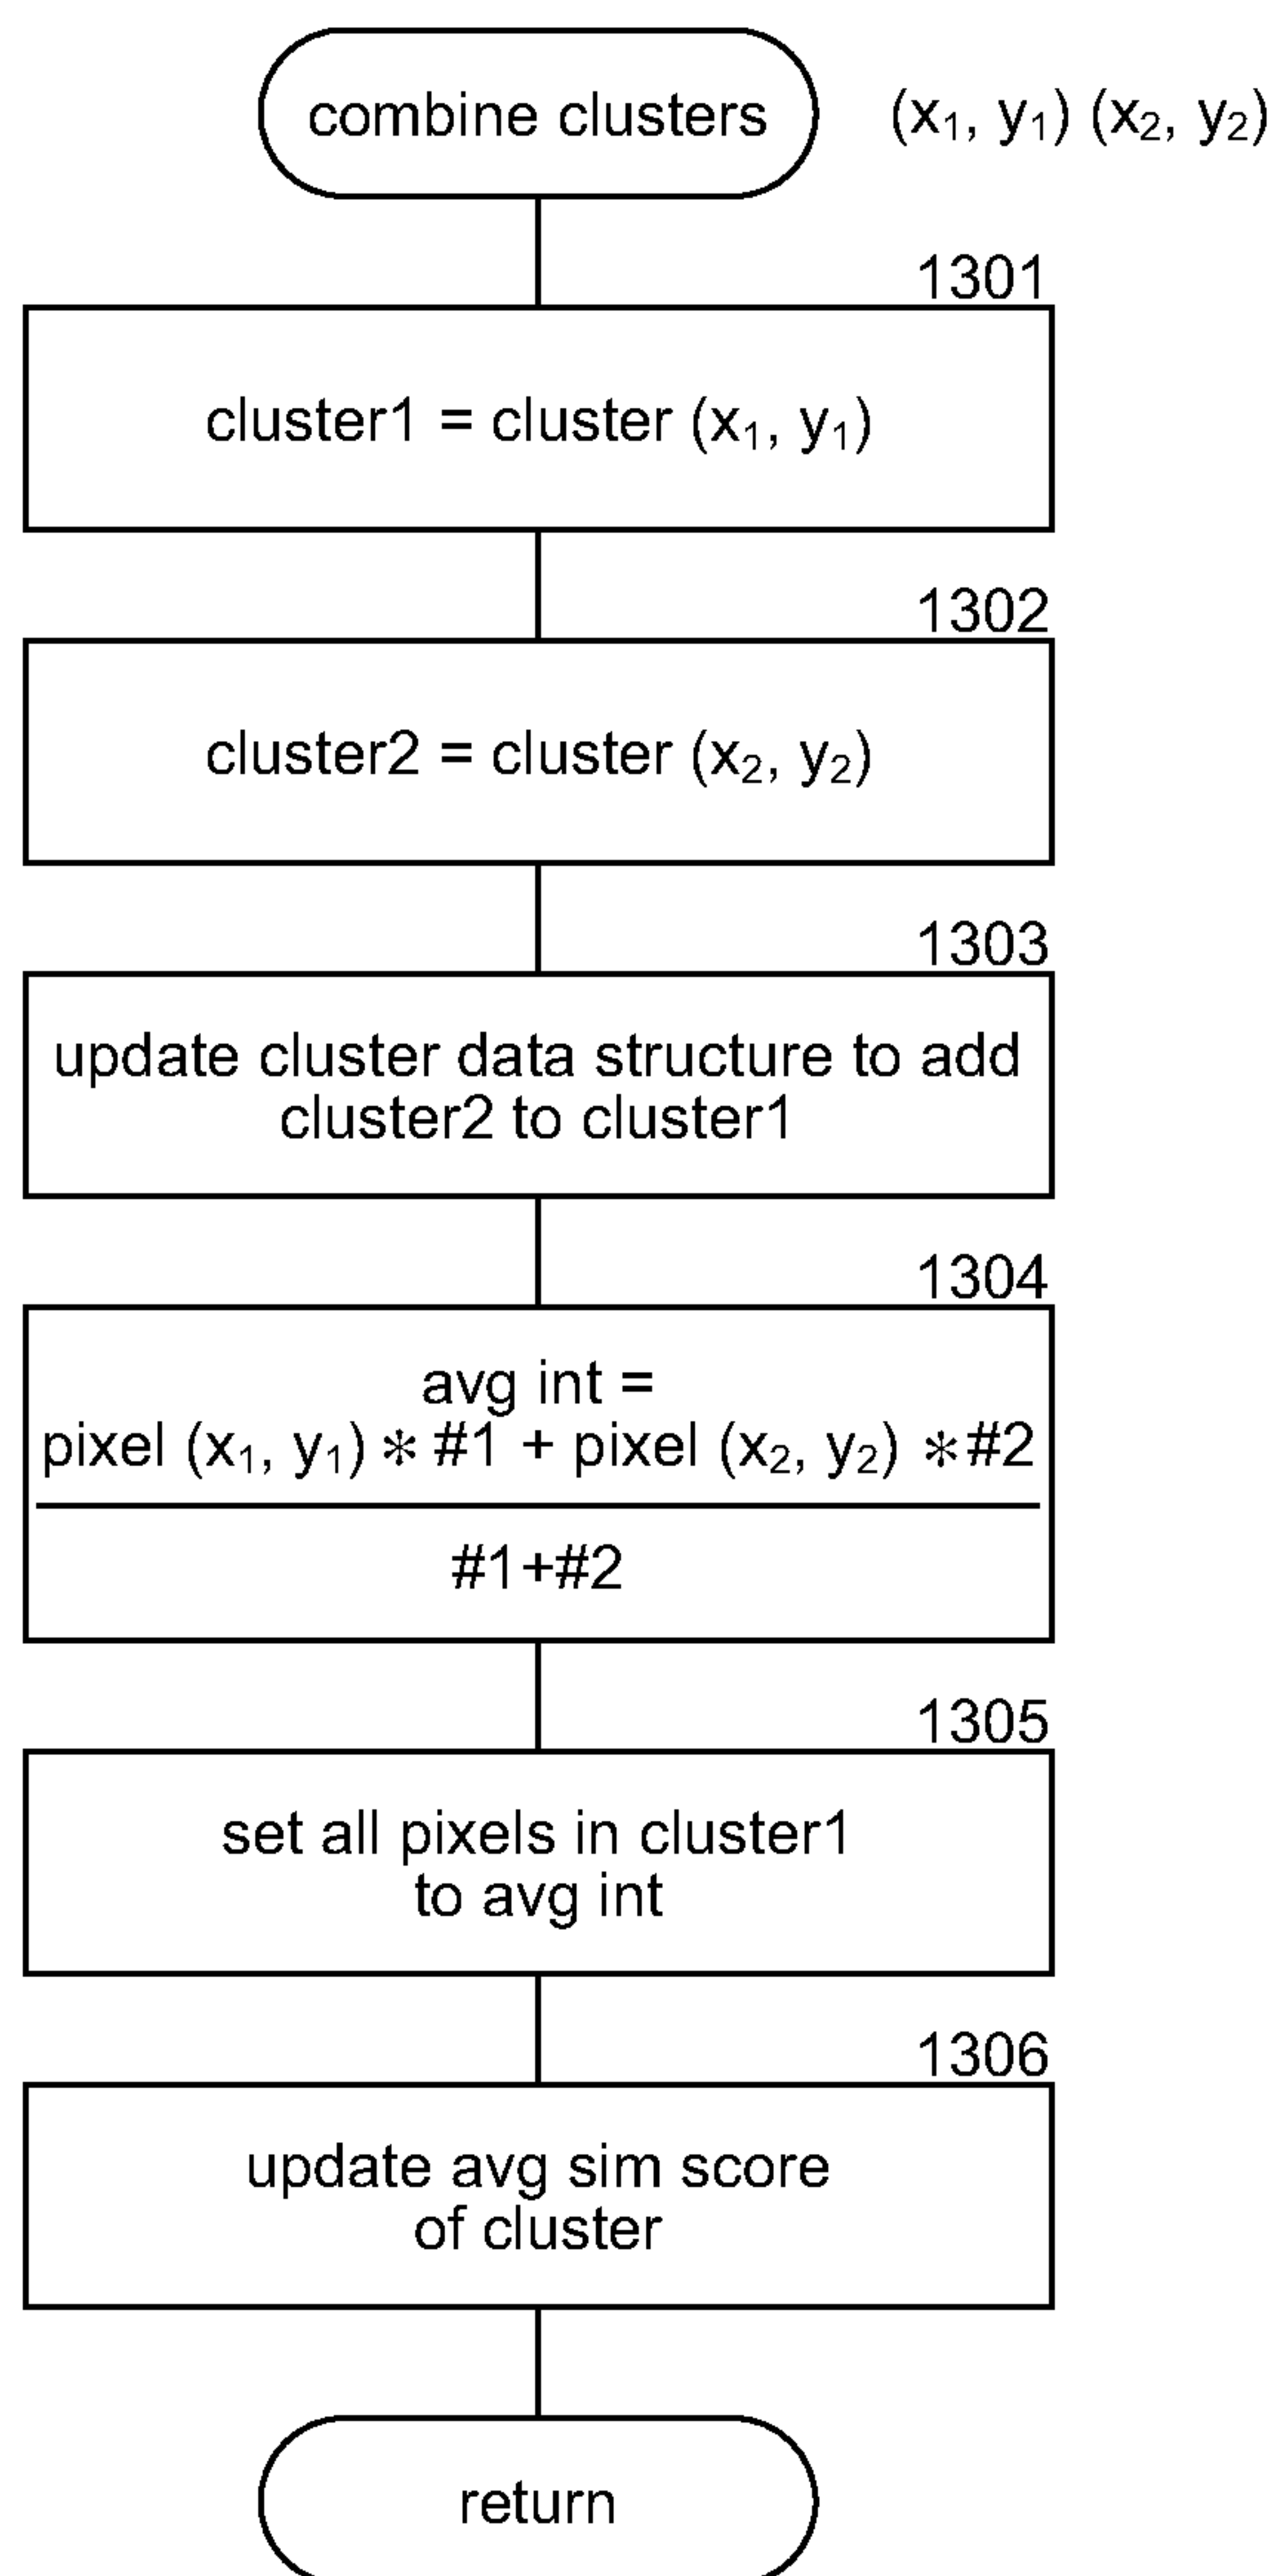 combine clusters (x₁, y₁) (x₂, y₂)
1301
cluster1 = cluster (x₁, y₁)
1302
cluster2 = cluster (x₂, y₂)
1303
update cluster data structure to add
cluster2 to cluster1
1304
avg int =
pixel (x₁, y₁) * #1 + pixel (x₂, y₂) * #2
#1+#2
1305
set all pixels in cluster1
to avg int
1306
update avg sim score
of cluster
return